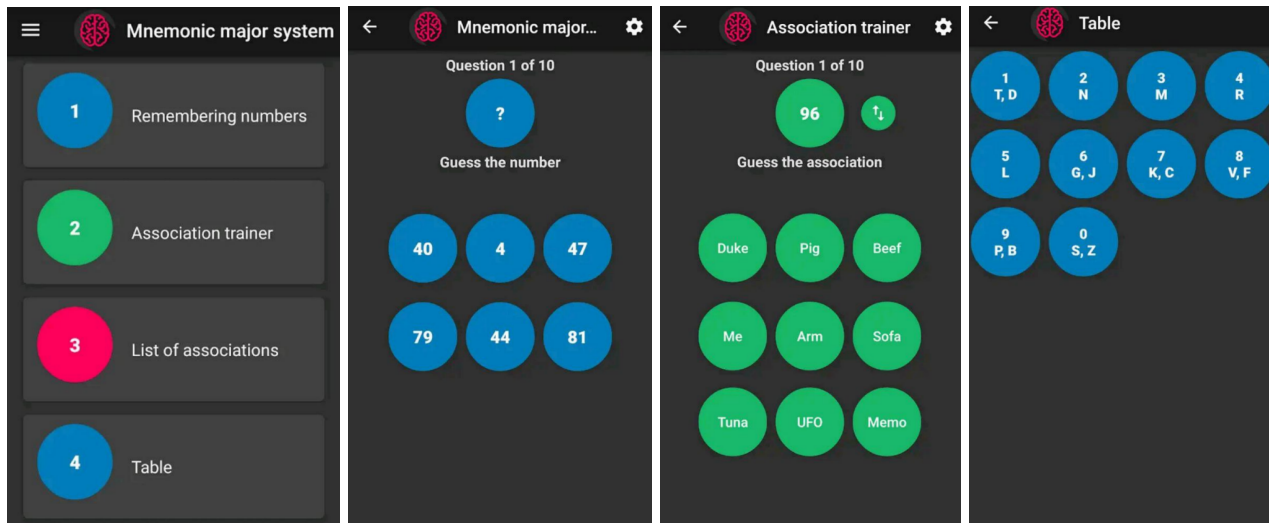 Mnemonic major system
1
Remembering numbers
2
Association trainer
3
List of associations
4
Table
Mnemonic major...
Question 1 of 10
?
Guess the number
40 4 47
79 44 81
Association trainer
Question 1 of 10
96
Guess the association
Duke Pig Beef
Me Arm Sofa
Tuna UFO Memo
Table
1 2 3 4
T, D N M R
5 6 7 8
L G, J K, C V, F
9 0
P, B S, Z